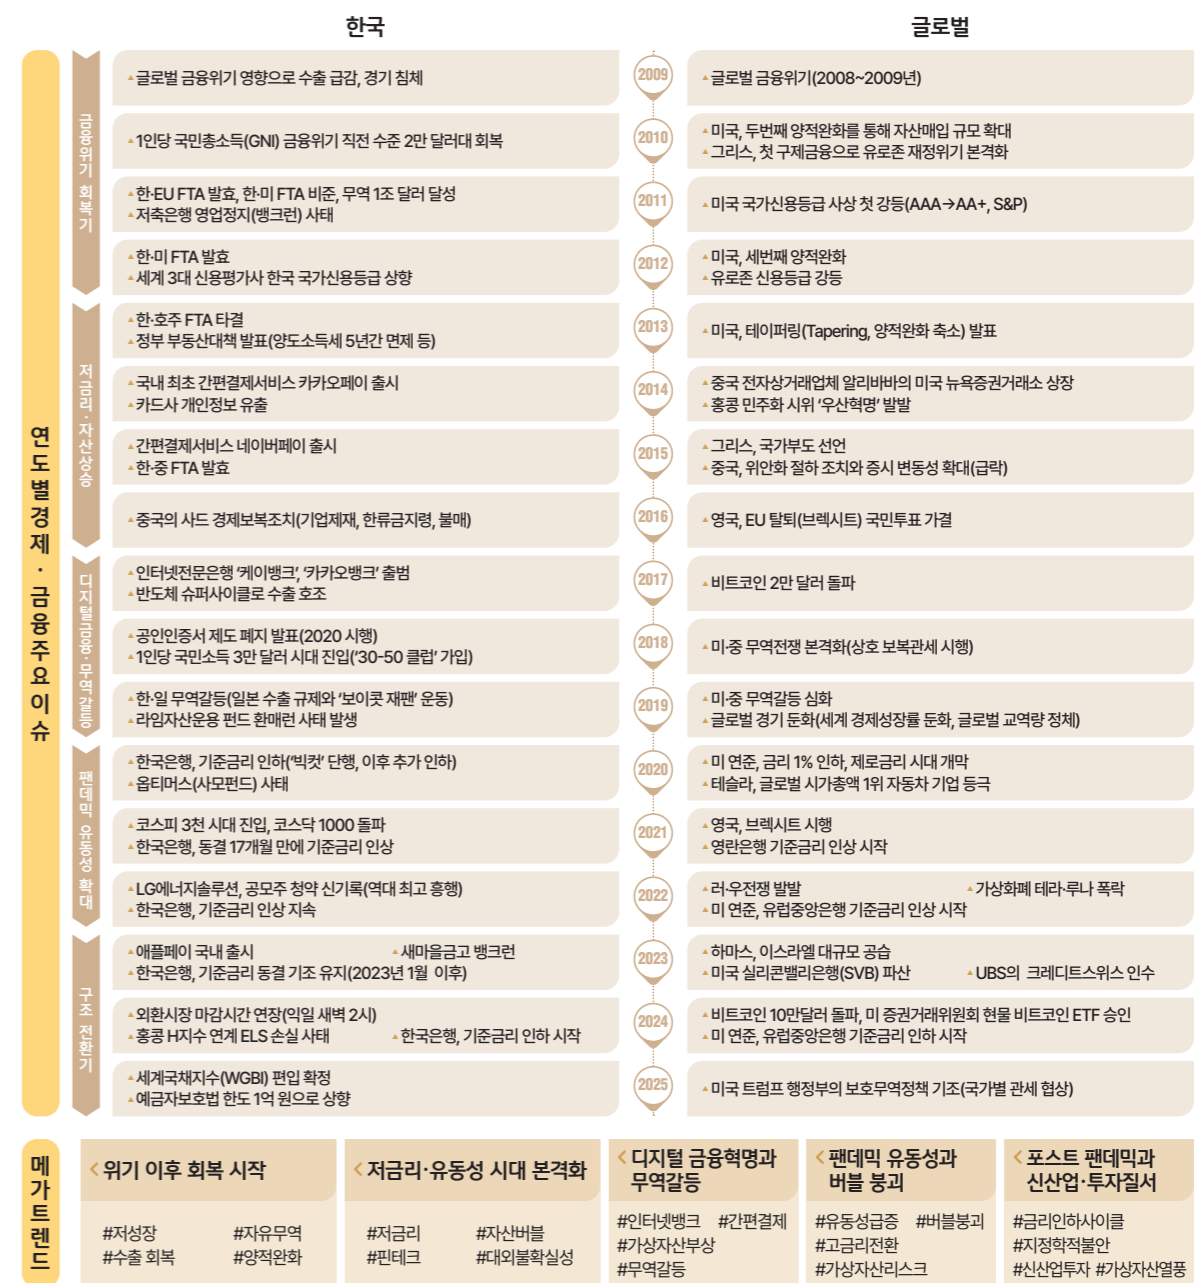 한국
글로벌
연도별 경제·금융 주요 이슈
금융위기 회복기
▲글로벌 금융위기 영향으로 수출 급감, 경기 침체
2009
▲글로벌 금융위기(2008~2009년)
▲1인당 국민총소득(GNI) 금융위기 직전 수준 2만 달러대 회복
2010
▲미국, 두번째 양적완화를 통해 자산매입 규모 확대
▲그리스, 첫 구제금융으로 유로존 재정위기 본격화
▲한·EU FTA 발효, 한·미 FTA 비준, 무역 1조 달러 달성
▲저축은행 영업정지(뱅크런) 사태
2011
▲미국 국가신용등급 사상 첫 강등(AAA→AA+, S&P)
▲한·미 FTA 발효
▲세계 3대 신용평가사 한국 국가신용등급 상향
2012
▲미국, 세번째 양적완화
▲유로존 신용등급 강등
저금리·자산상승
▲한·호주 FTA 타결
▲정부 부동산대책 발표(양도소득세 5년간 면제 등)
2013
▲미국, 테이퍼링(Tapering, 양적완화 축소) 발표
▲국내 최초 간편결제서비스 카카오페이 출시
▲카드사 개인정보 유출
2014
▲중국 전자상거래업체 알리바바의 미국 뉴욕증권거래소 상장
▲홍콩 민주화 시위 ‘우산혁명’ 발발
▲간편결제서비스 네이버페이 출시
▲한·중 FTA 발효
2015
▲그리스, 국가부도 선언
▲중국, 위안화 절하 조치와 증시 변동성 확대(급락)
▲중국의 사드 경제보복조치(기업제재, 한류금지령, 불매)
2016
▲영국, EU 탈퇴(브렉시트) 국민투표 가결
디지털금융·무역갈등
▲인터넷전문은행 ‘케이뱅크’, ‘카카오뱅크’ 출범
▲반도체 슈퍼사이클로 수출 호조
2017
▲비트코인 2만 달러 돌파
▲공인인증서 제도 폐지 발표(2020 시행)
▲1인당 국민소득 3만 달러 시대 진입(‘30-50 클럽’ 가입)
2018
▲미·중 무역전쟁 본격화(상호 보복관세 시행)
▲한·일 무역갈등(일본 수출 규제와 ‘보이콧 재팬’ 운동)
▲라임자산운용 펀드 환매런 사태 발생
2019
▲미·중 무역갈등 심화
▲글로벌 경기 둔화(세계 경제성장률 둔화, 글로벌 교역량 정체)
팬데믹 유동성 확대
▲한국은행, 기준금리 인하(‘빅컷’ 단행, 이후 추가 인하)
▲옵티머스(사모펀드) 사태
2020
▲미 연준, 금리 1% 인하, 제로금리 시대 개막
▲테슬라, 글로벌 시가총액 1위 자동차 기업 등극
▲코스피 3천 시대 진입, 코스닥 1000 돌파
▲한국은행, 동결 17개월 만에 기준금리 인상
2021
▲영국, 브렉시트 시행
▲영란은행 기준금리 인상 시작
▲LG에너지솔루션, 공모주 청약 신기록(역대 최고 흥행)
▲한국은행, 기준금리 인상 지속
2022
▲러·우전쟁 발발 ▲가상화폐 테라·루나 폭락
▲미 연준, 유럽중앙은행 기준금리 인상 시작
구조 전환기
▲애플페이 국내 출시 ▲새마을금고 뱅크런
▲한국은행, 기준금리 동결 기조 유지(2023년 1월 이후)
2023
▲하마스, 이스라엘 대규모 공습
▲미국 실리콘밸리은행(SVB) 파산 ▲UBS의 크레디트스위스 인수
▲외환시장 마감시간 연장(익일 새벽 2시)
▲홍콩 H지수 연계 ELS 손실 사태 ▲한국은행, 기준금리 인하 시작
2024
▲비트코인 10만달러 돌파, 미 증권거래위원회 현물 비트코인 ETF 승인
▲미 연준, 유럽중앙은행 기준금리 인하 시작
▲세계국채지수(WGBI) 편입 확정
▲예금자보호법 한도 1억 원으로 상향
2025
▲미국 트럼프 행정부의 보호무역정책 기조(국가별 관세 협상)
메가트렌드
< 위기 이후 회복 시작
#저성장 #자유무역
#수출 회복 #양적완화
< 저금리·유동성 시대 본격화
#저금리 #자산버블
#핀테크 #대외불확실성
< 디지털 금융혁명과
무역갈등
#인터넷뱅크 #간편결제
#가상자산부상
#무역갈등
< 팬데믹 유동성과
버블 붕괴
#유동성급증 #버블붕괴
#고금리전환
#가상자산리스크
< 포스트 팬데믹과
신산업·투자질서
#금리인하사이클
#지정학적불안
#신산업투자 #가상자산열풍